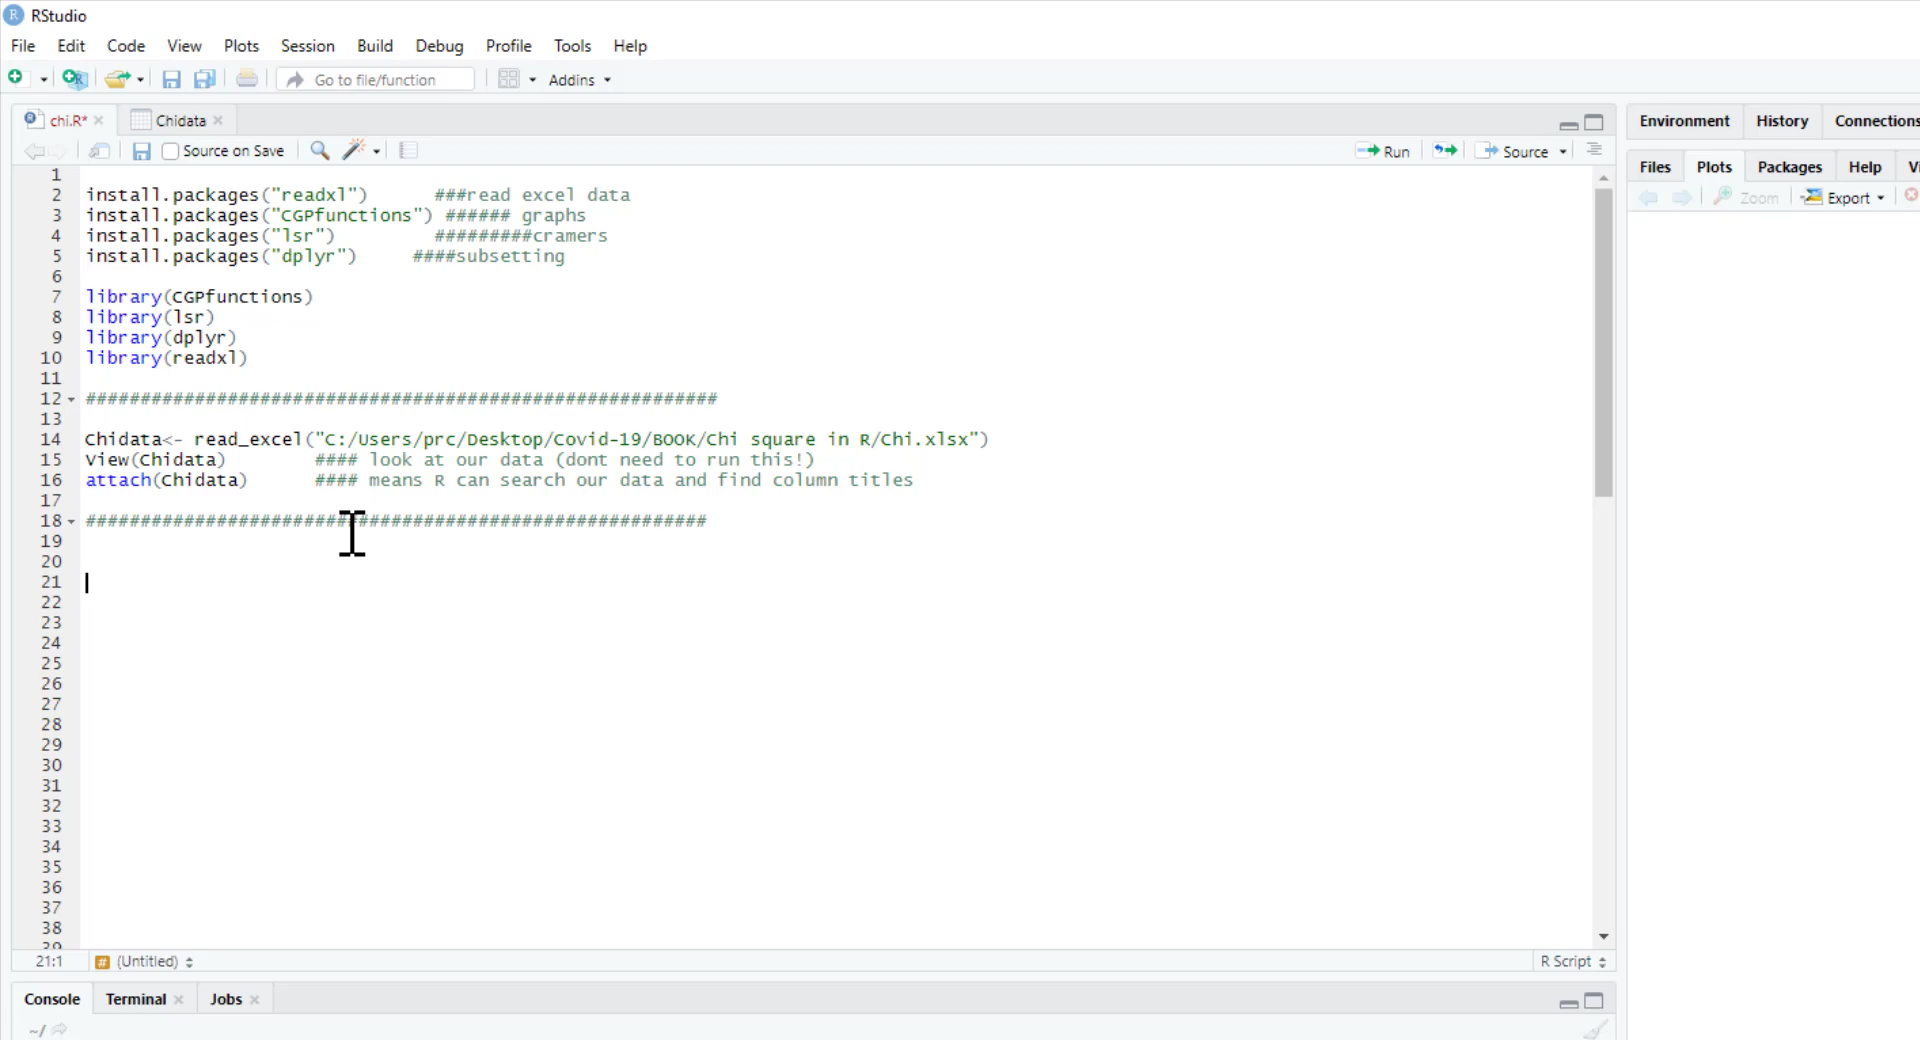 RStudio
File Edit Code View Plots Session Build Debug Profile Tools Help
Go to file/function Addins
chi.R* Chidata
Source on Save Run Source
Environment History Connections
Files Plots Packages Help
Zoom Export
1
2 install.packages("readxl") ###read excel data
3 install.packages("CGPfunctions") ###### graphs
4 install.packages("lsr") #########cramers
5 install.packages("dplyr") ####subsetting
6
7 library(CGPfunctions)
8 library(lsr)
9 library(dplyr)
10 library(readxl)
11
12 ##########################################################
13
14 Chidata<- read_excel("C:/Users/prc/Desktop/Covid-19/BOOK/Chi square in R/Chi.xlsx")
15 View(Chidata) #### look at our data (dont need to run this!)
16 attach(Chidata) #### means R can search our data and find column titles
17
18 #########################################################
19
20
21
22
23
24
25
26
27
28
29
30
31
32
33
34
35
36
37
38
39
21:1 # (Untitled) R Script
Console Terminal Jobs
~/